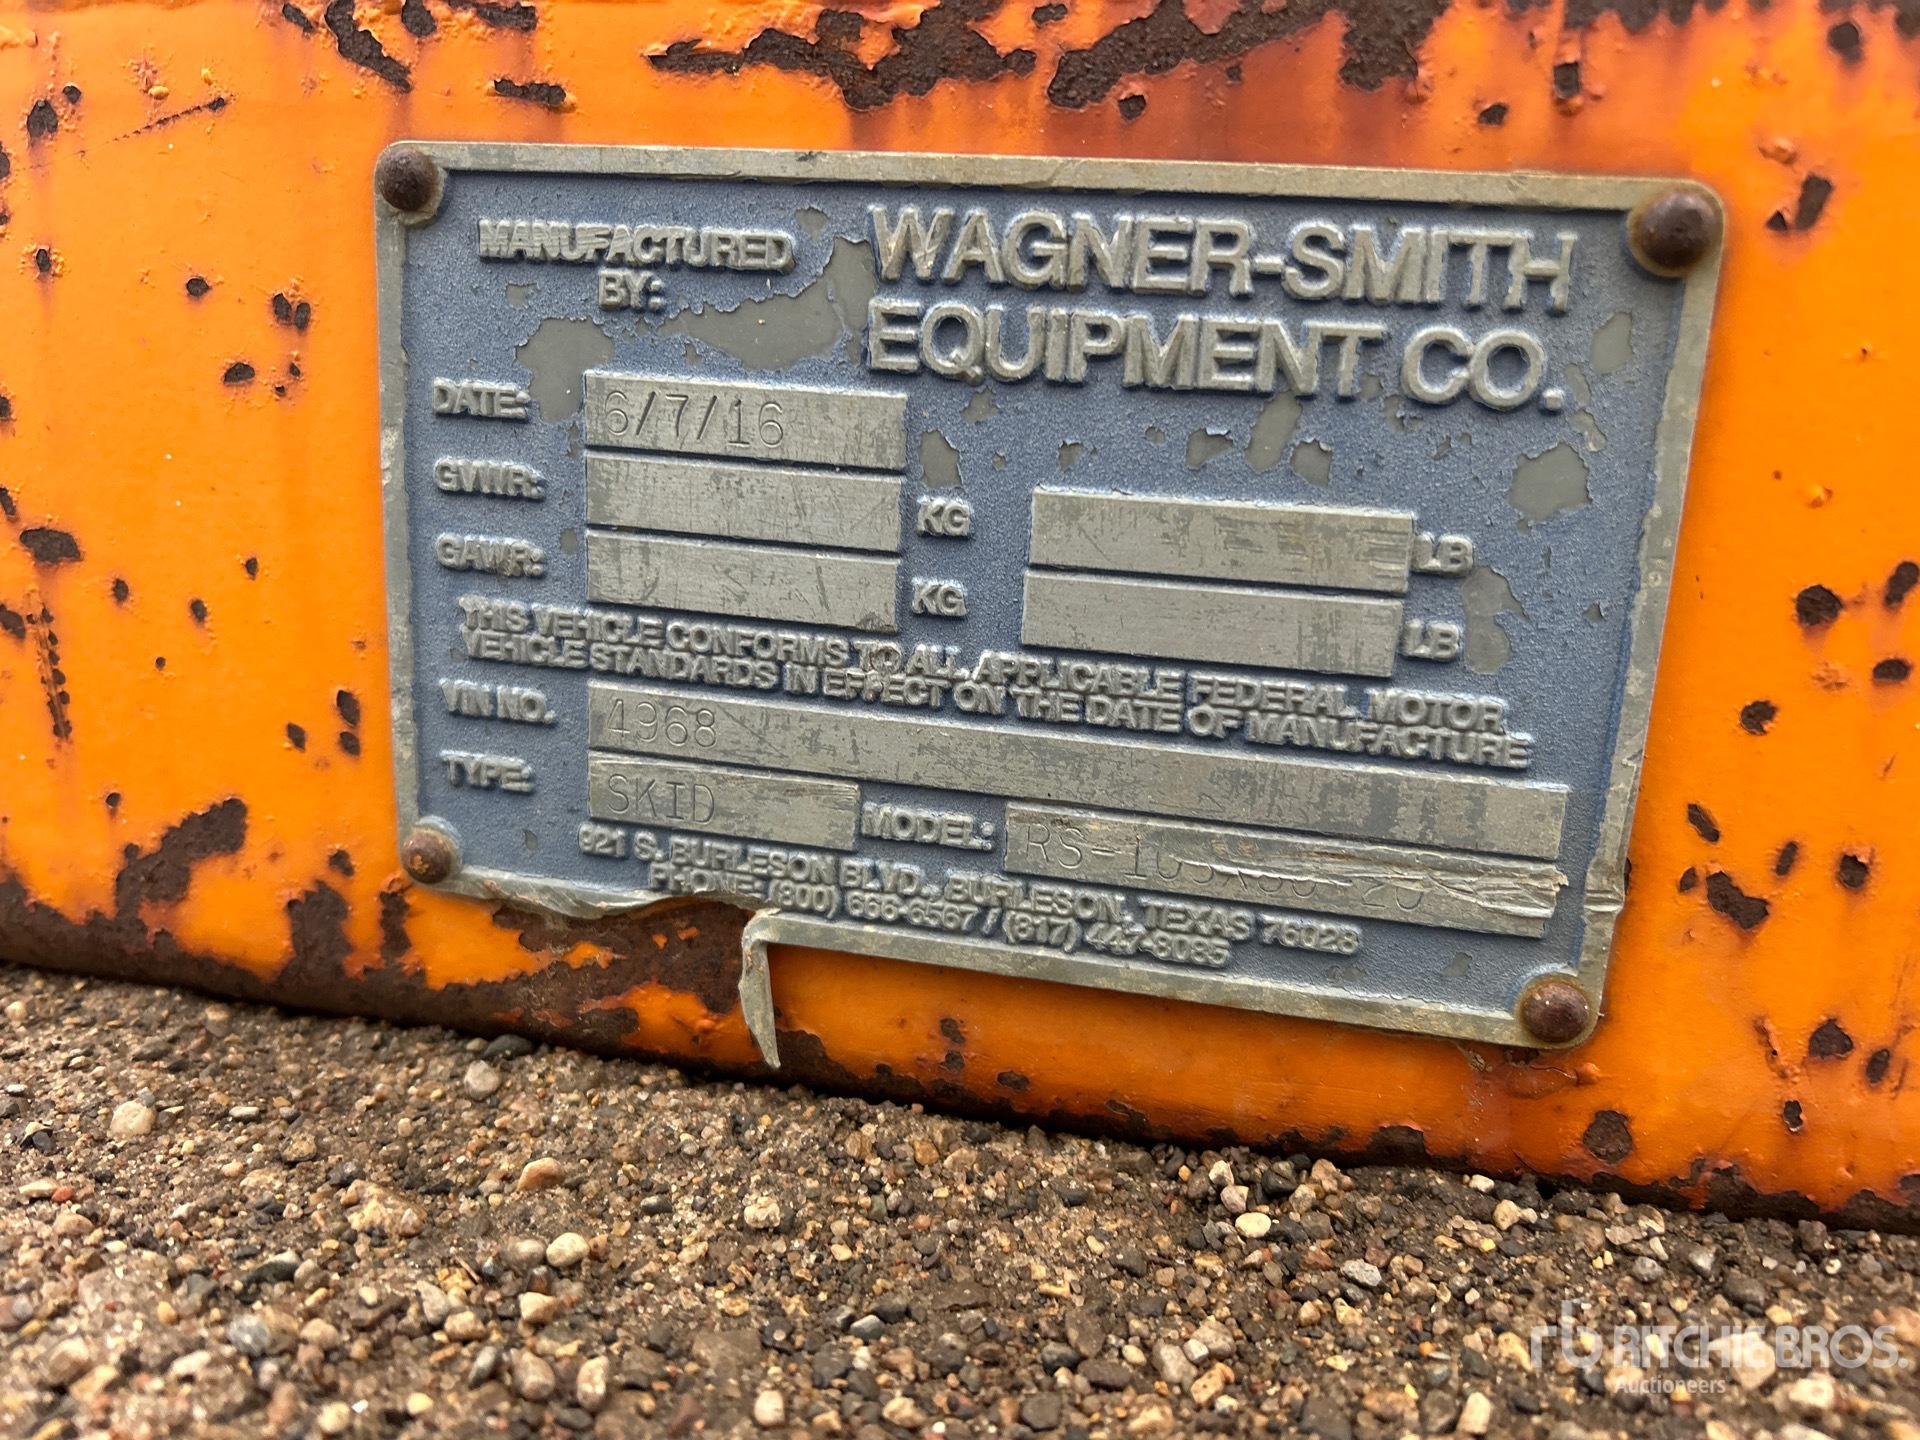 MANUFACTURED BY: WAGNER-SMITH
EQUIPMENT CO.
DATE: 6/7/16
GVWR: KG LB
GAWR: KG LB
THIS VEHICLE CONFORMS TO ALL APPLICABLE FEDERAL MOTOR
VEHICLE STANDARDS IN EFFECT ON THE DATE OF MANUFACTURE
VIN NO. 4968
TYPE: SKID MODEL:
921 S. BURLESON BLVD., BURLESON, TEXAS 76028
PHONE: (800) 666-6567 / (817) 447-8085
RITCHIE BROS.
Auctioneers